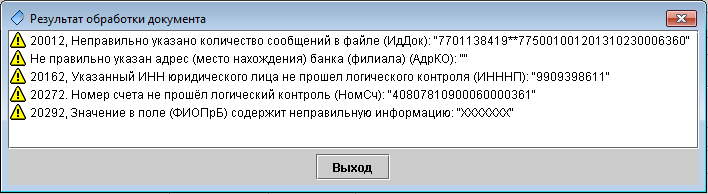 Результат обработки документа
20012, Неправильно указано количество сообщений в файле (ИдДок): "7701138419**775001001201310230006360"
Не правильно указан адрес (место нахождения) банка (филиала) (АдрКО): ""
20162, Указанный ИНН юридического лица не прошел логического контроля (ИНННП): "9909398611"
20272. Номер счета не прошёл логический контроль (НомСч): "40807810900060000361"
20292, Значение в поле (ФИОПрБ) содержит неправильную информацию: "XXXXXXX"
Выход